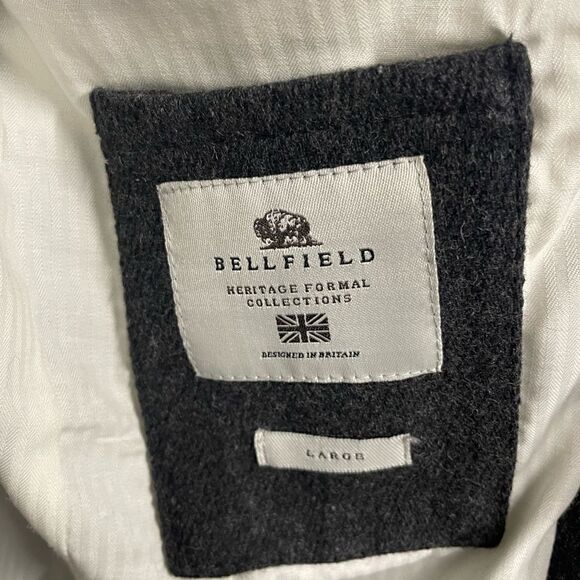 BELLFIELD
HERITAGE FORMAL
COLLECTIONS
DESIGNED IN BRITAIN
LARGE